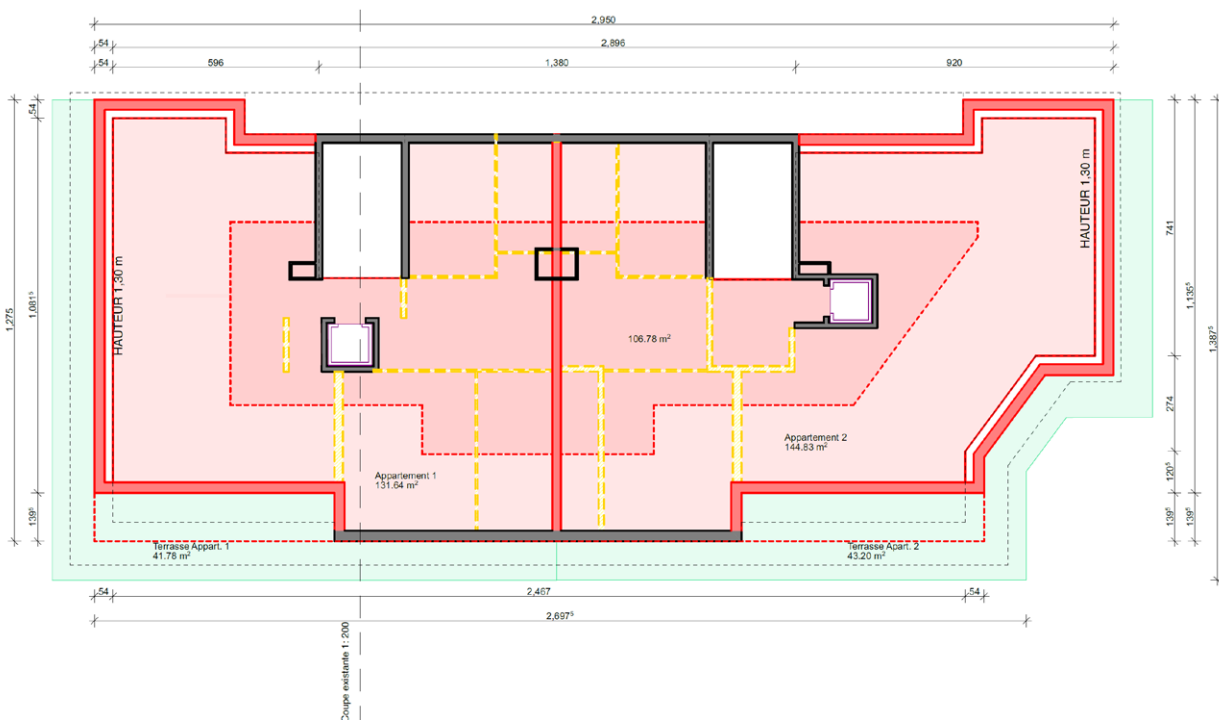 2,950
54
2,896
54
596
1,380
920
1,275
54
1,081⁵
139⁵
HAUTEUR 1,30 m
HAUTEUR 1,30 m
741
274
120⁵
139⁵
1,135⁵
139⁵
1,387⁵
106.78 m²
Appartement 2
144.83 m²
Appartement 1
131.64 m²
Terrasse Appart. 1
41.78 m²
Terrasse Apart. 2
43.20 m²
54
2,467
54
2,697⁵
Coupe existante 1: 200